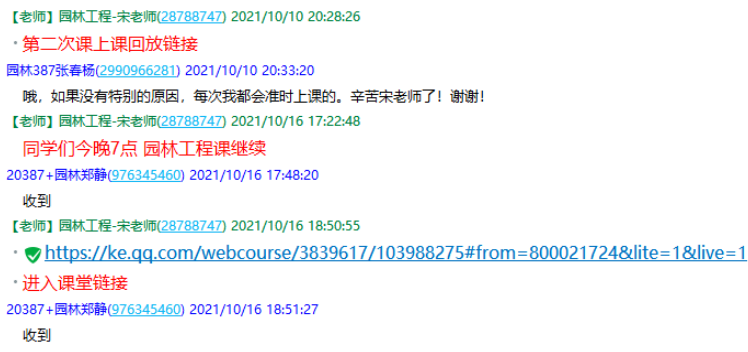 【老师】园林工程-宋老师(28788747) 2021/10/10 20:28:26
·第二次课上课回放链接
园林387张春杨(2990966281) 2021/10/10 20:33:20
哦，如果没有特别的原因，每次我都会准时上课的。辛苦宋老师了！谢谢！
【老师】园林工程-宋老师(28788747) 2021/10/16 17:22:48
同学们今晚7点 园林工程课继续
20387+园林郑静(976345460) 2021/10/16 17:48:20
收到
【老师】园林工程-宋老师(28788747) 2021/10/16 18:50:55
·https://ke.qq.com/webcourse/3839617/103988275#from=800021724&lite=1&live=1
·进入课堂链接
20387+园林郑静(976345460) 2021/10/16 18:51:27
收到